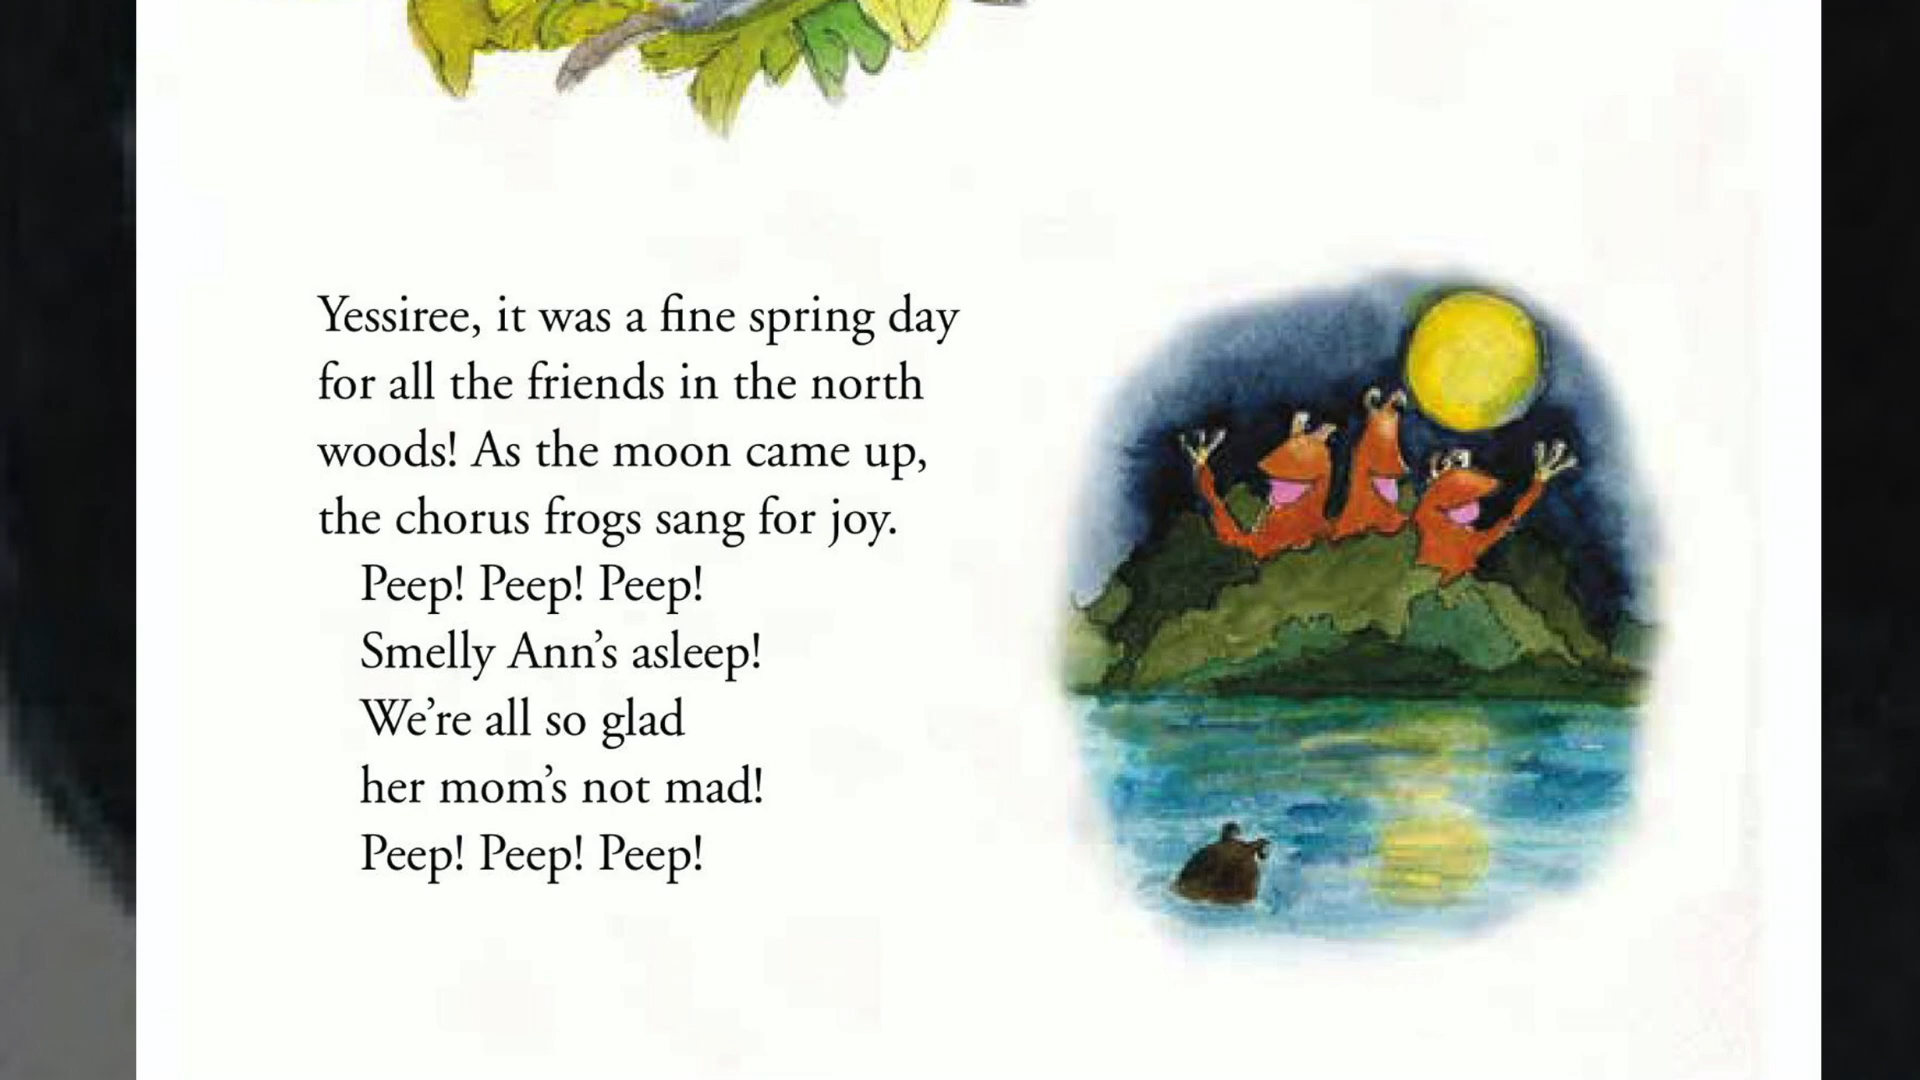 Yessiree, it was a fine spring day
for all the friends in the north
woods! As the moon came up,
the chorus frogs sang for joy.
Peep! Peep! Peep!
Smelly Ann’s asleep!
We’re all so glad
her mom’s not mad!
Peep! Peep! Peep!